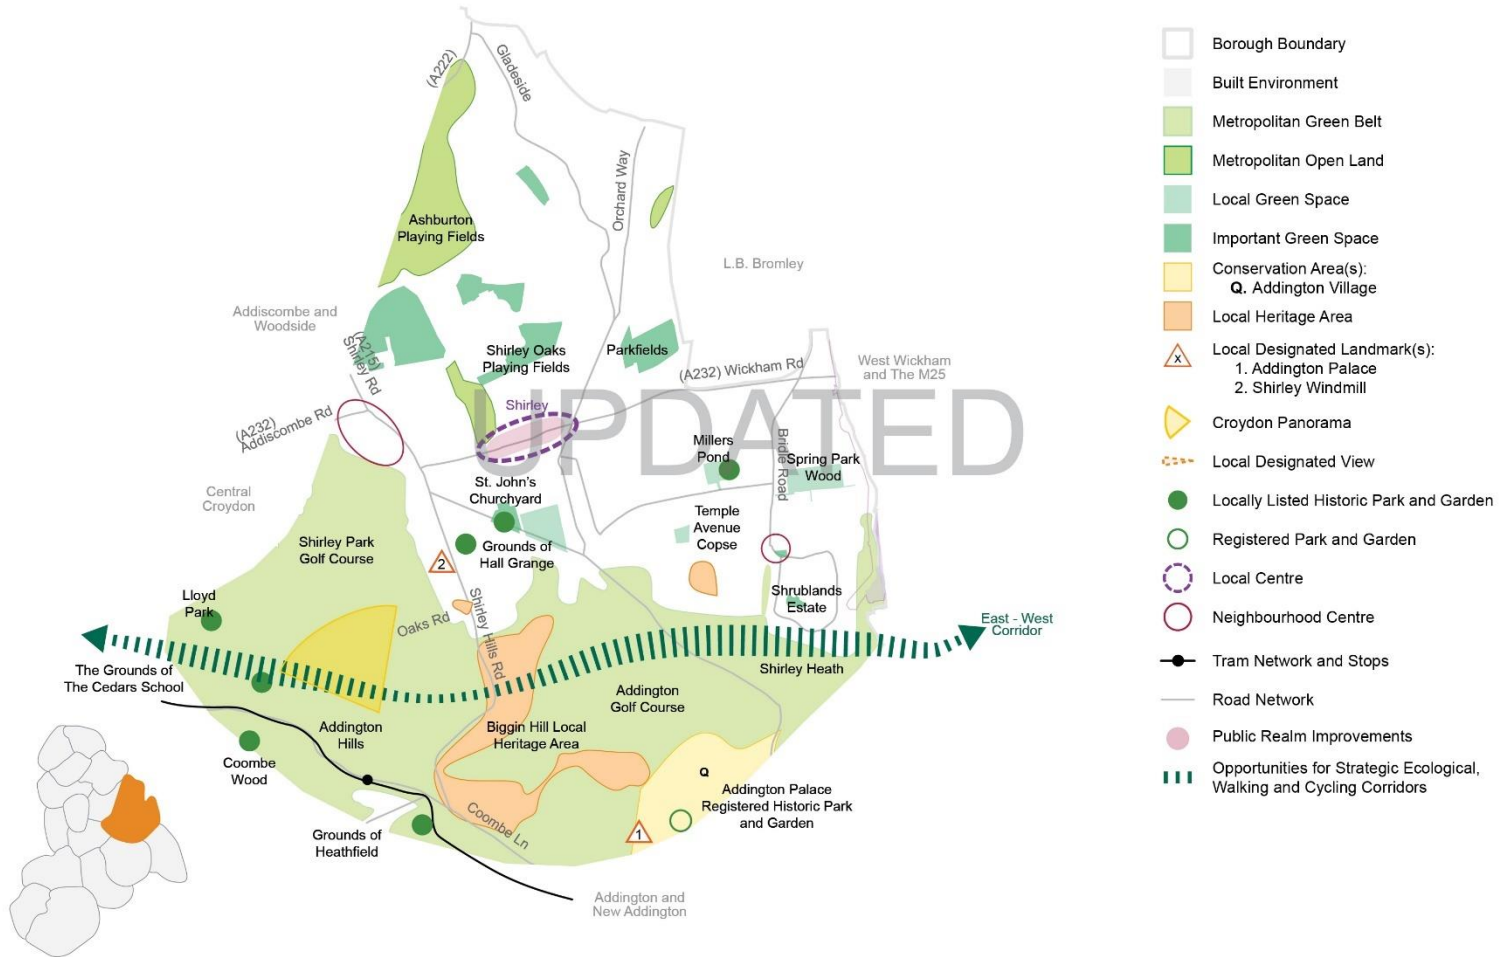 (A222)
Gladeside
Orchard Way
Ashburton
Playing Fields
L.B. Bromley
Addiscombe and
Woodside
(A215)
Shirley Rd
Shirley Oaks
Playing Fields
Parkfields
(A232) Wickham Rd
West Wickham
and The M25
UPDATED
Shirley
(A232)
Addiscombe Rd
Millers
Pond
Bridle Road
Spring Park
Wood
Central
Croydon
St. John's
Churchyard
Temple
Avenue
Copse
Shirley Park
Golf Course
Grounds of
Hall Grange
2
Lloyd
Park
Shrublands
Estate
Oaks Rd
Shirley Hills Rd
East - West
Corridor
The Grounds of
The Cedars School
Shirley Heath
Addington
Golf Course
Addington
Hills
Biggin Hill Local
Heritage Area
Coombe
Wood
Q
Addington Palace
Registered Historic Park
and Garden
Coombe Ln
1
Grounds of
Heathfield
Addington and
New Addington
Borough Boundary
Built Environment
Metropolitan Green Belt
Metropolitan Open Land
Local Green Space
Important Green Space
Conservation Area(s):
Q. Addington Village
Local Heritage Area
x
Local Designated Landmark(s):
1. Addington Palace
2. Shirley Windmill
Croydon Panorama
Local Designated View
Locally Listed Historic Park and Garden
Registered Park and Garden
Local Centre
Neighbourhood Centre
Tram Network and Stops
Road Network
Public Realm Improvements
Opportunities for Strategic Ecological,
Walking and Cycling Corridors